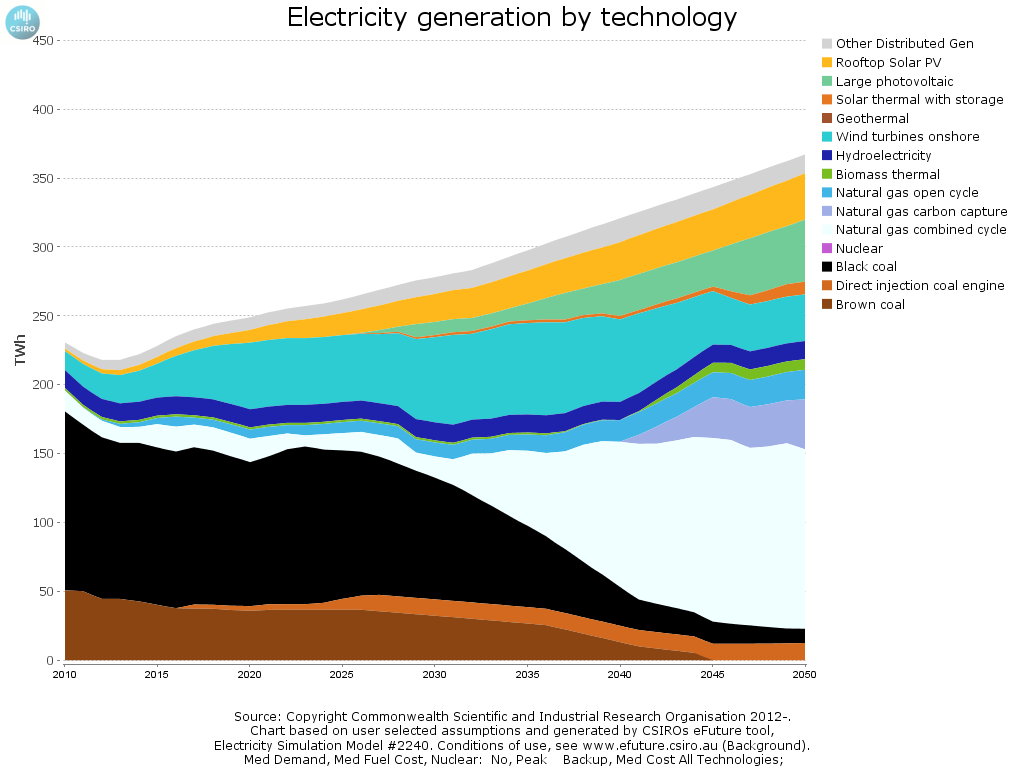 Electricity generation by technology
CSIRO
450
400
350
300
250
200
150
100
50
0
TWh
2010
2015
2020
2025
2030
2035
2040
2045
2050
Other Distributed Gen
Rooftop Solar PV
Large photovoltaic
Solar thermal with storage
Geothermal
Wind turbines onshore
Hydroelectricity
Biomass thermal
Natural gas open cycle
Natural gas carbon capture
Natural gas combined cycle
Nuclear
Black coal
Direct injection coal engine
Brown coal
Source: Copyright Commonwealth Scientific and Industrial Research Organisation 2012-.
Chart based on user selected assumptions and generated by CSIROs eFuture tool,
Electricity Simulation Model #2240. Conditions of use, see www.efuture.csiro.au (Background).
Med Demand, Med Fuel Cost, Nuclear:  No, Peak    Backup, Med Cost All Technologies;